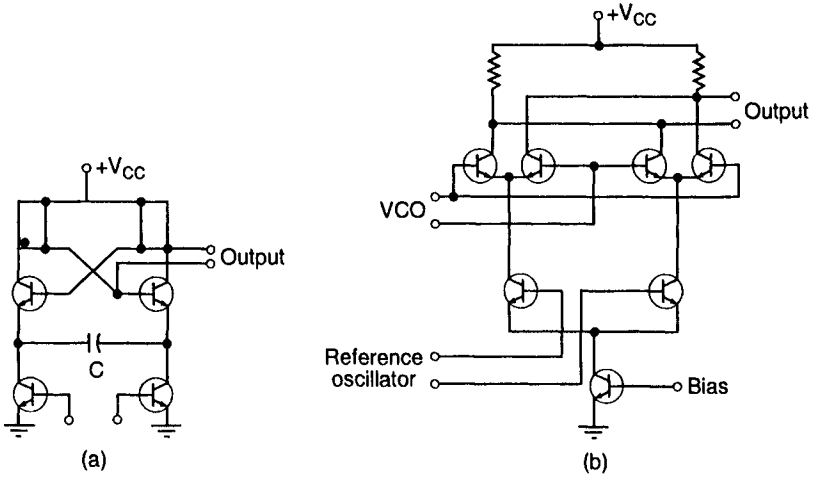 +VCC
Output
C
(a)
+VCC
Output
VCO
Reference
oscillator
Bias
(b)